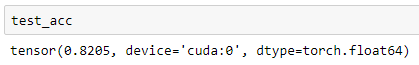 test_acc
tensor(0.8205, device='cuda:0', dtype=torch.float64)